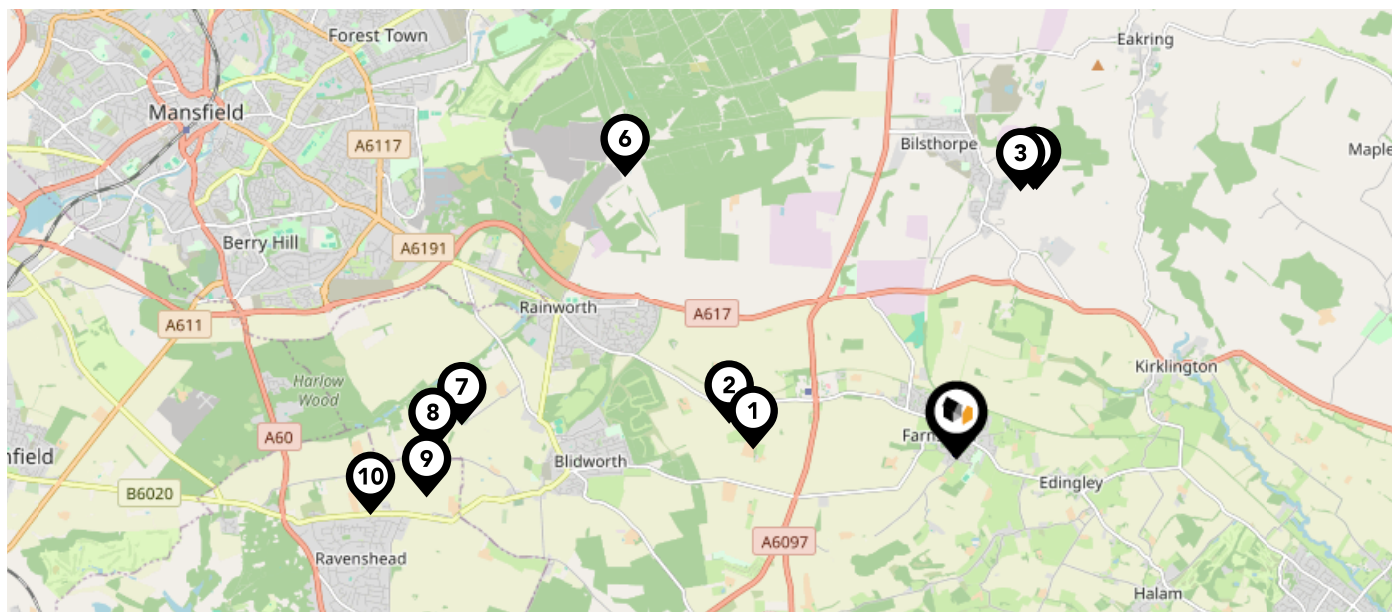 Forest Town
Eakring
Mansfield
A6117
6
Bilsthorpe
3
Maple
Berry Hill
A6191
Rainworth
A617
A611
Kirklington
Harlow
Wood
7
2
8
1
A60
Farn
nfield
9
Blidworth
10
Edingley
B6020
A6097
Ravenshead
Halam